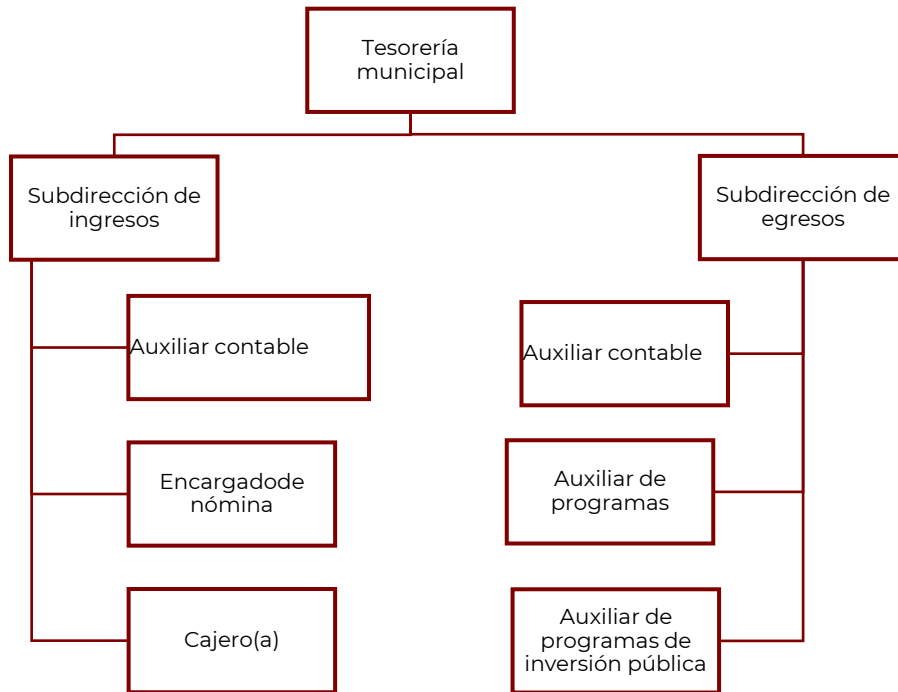 Tesorería
municipal
Subdirección de
ingresos
Subdirección de
egresos
Auxiliar contable
Auxiliar contable
Encargadode
nómina
Auxiliar de
programas
Cajero(a)
Auxiliar de
programas de
inversión pública